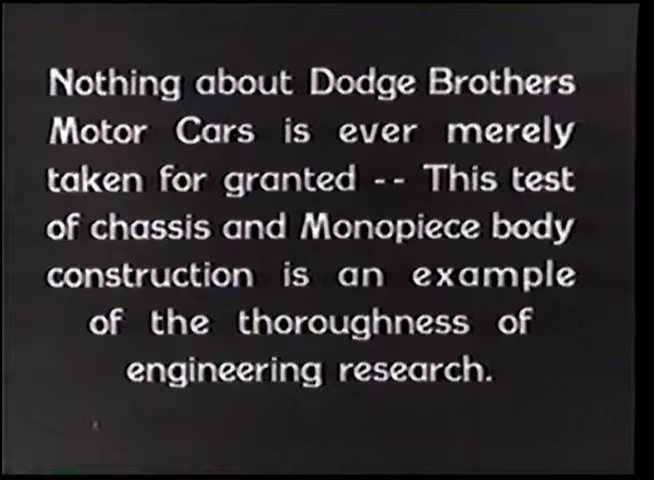 Nothing about Dodge Brothers
Motor Cars is ever merely
taken for granted -- This test
of chassis and Monopiece body
construction is an example
of the thoroughness of
engineering research.